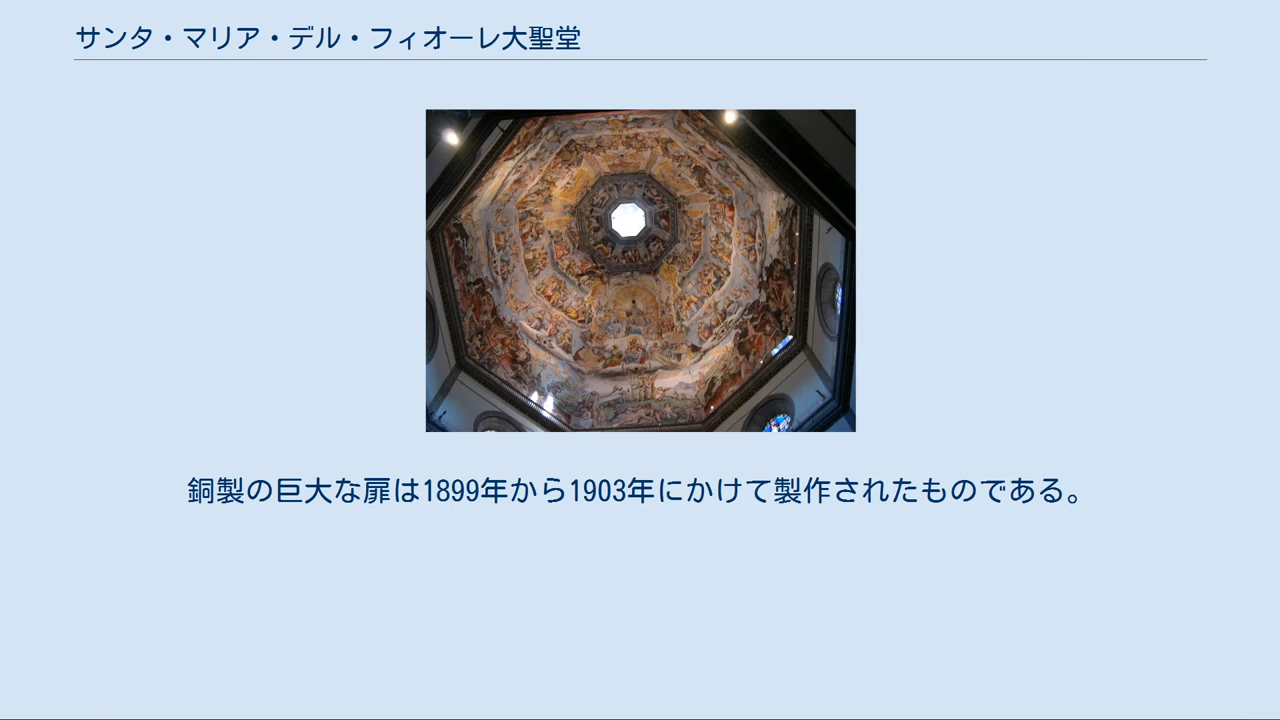 サンタ・マリア・デル・フィオーレ大聖堂
銅製の巨大な扉は1899年から1903年にかけて製作されたものである。